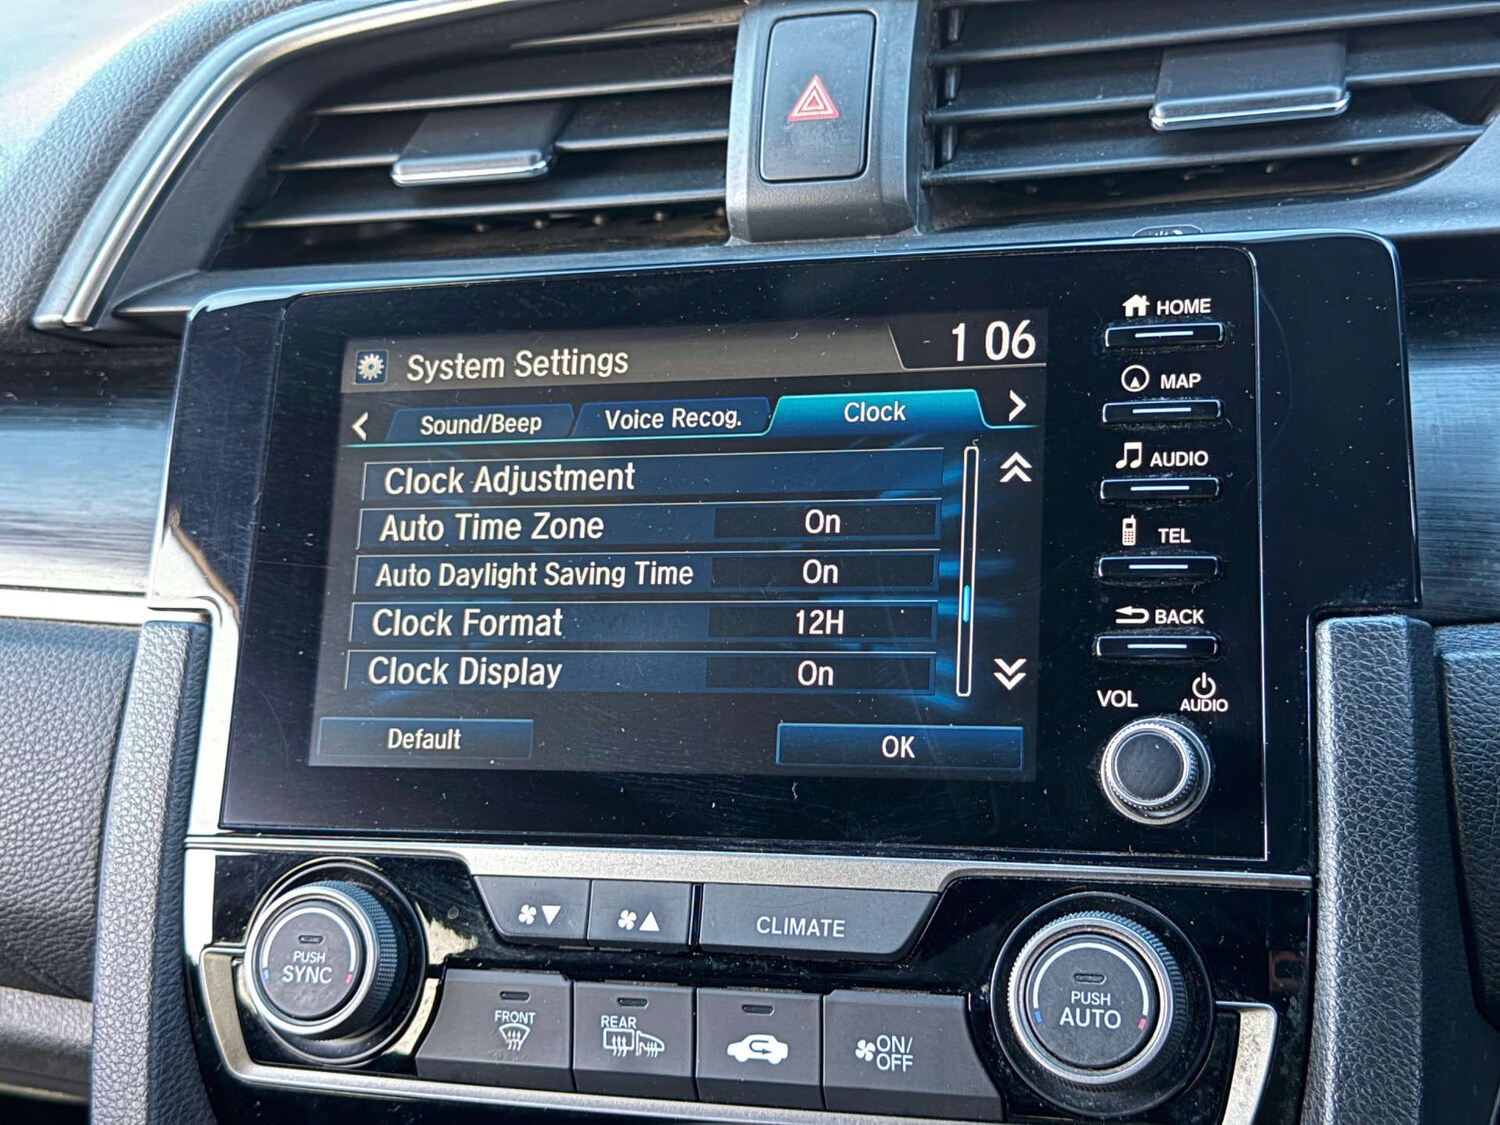 System Settings
1 06
Sound/Beep
Voice Recog.
Clock
Clock Adjustment
Auto Time Zone On
Auto Daylight Saving Time On
Clock Format 12H
Clock Display On
Default
OK
HOME
MAP
AUDIO
TEL
BACK
VOL
AUDIO
CLIMATE
PUSH
SYNC
FRONT
REAR
ON/
OFF
PUSH
AUTO